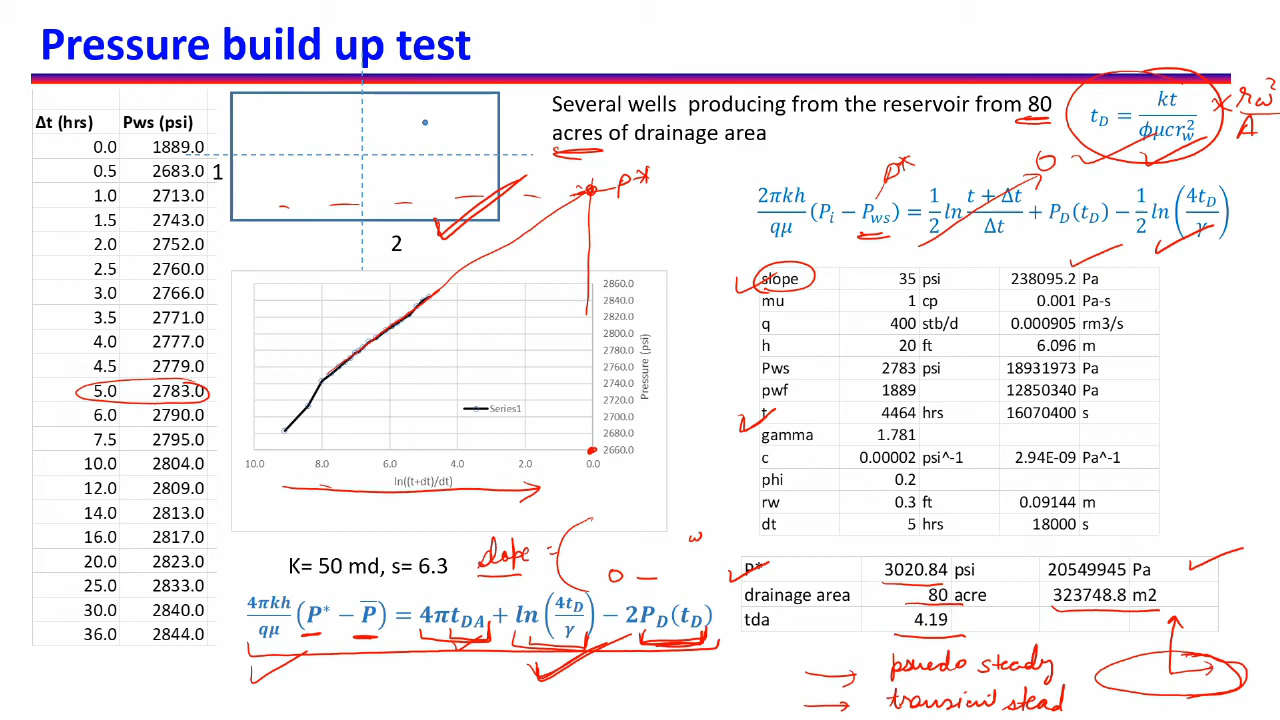 Pressure build up test
Δt (hrs) Pws (psi)
0.0 1889.0
0.5 2683.0
1.0 2713.0
1.5 2743.0
2.0 2752.0
2.5 2760.0
3.0 2766.0
3.5 2771.0
4.0 2777.0
4.5 2779.0
5.0 2783.0
6.0 2790.0
7.5 2795.0
10.0 2804.0
12.0 2809.0
14.0 2813.0
16.0 2817.0
20.0 2823.0
25.0 2833.0
30.0 2840.0
36.0 2844.0
1
2
Several wells producing from the reservoir from 80
acres of drainage area
t_D = kt / ϕμcr_w^2 × rw² / A
P*
0
2πkh/qμ (P_i − P_ws) = 1/2 ln (t + Δt)/Δt + P_D(t_D) − 1/2 ln (4t_D/γ)
P*
2860.0
2840.0
2820.0
2800.0
2780.0
2760.0
2740.0
2720.0
2700.0
2680.0
2660.0
Pressure (psi)
Series1
10.0 8.0 6.0 4.0 2.0 0.0
ln((t+dt)/dt)
slope 35 psi 238095.2 Pa
mu 1 cp 0.001 Pa-s
q 400 stb/d 0.000905 rm3/s
h 20 ft 6.096 m
Pws 2783 psi 18931973 Pa
pwf 1889 12850340 Pa
t 4464 hrs 16070400 s
gamma 1.781
c 0.00002 psi^-1 2.94E-09 Pa^-1
phi 0.2
rw 0.3 ft 0.09144 m
dt 5 hrs 18000 s
K= 50 md, s= 6.3
slope =
0 —
ω
4πkh/qμ (P* − P̅) = 4πt_DA + ln (4t_D/γ) − 2P_D(t_D)
P* 3020.84 psi 20549945 Pa
drainage area 80 acre 323748.8 m2
tda 4.19
→ psuedo steady
→ transient stead